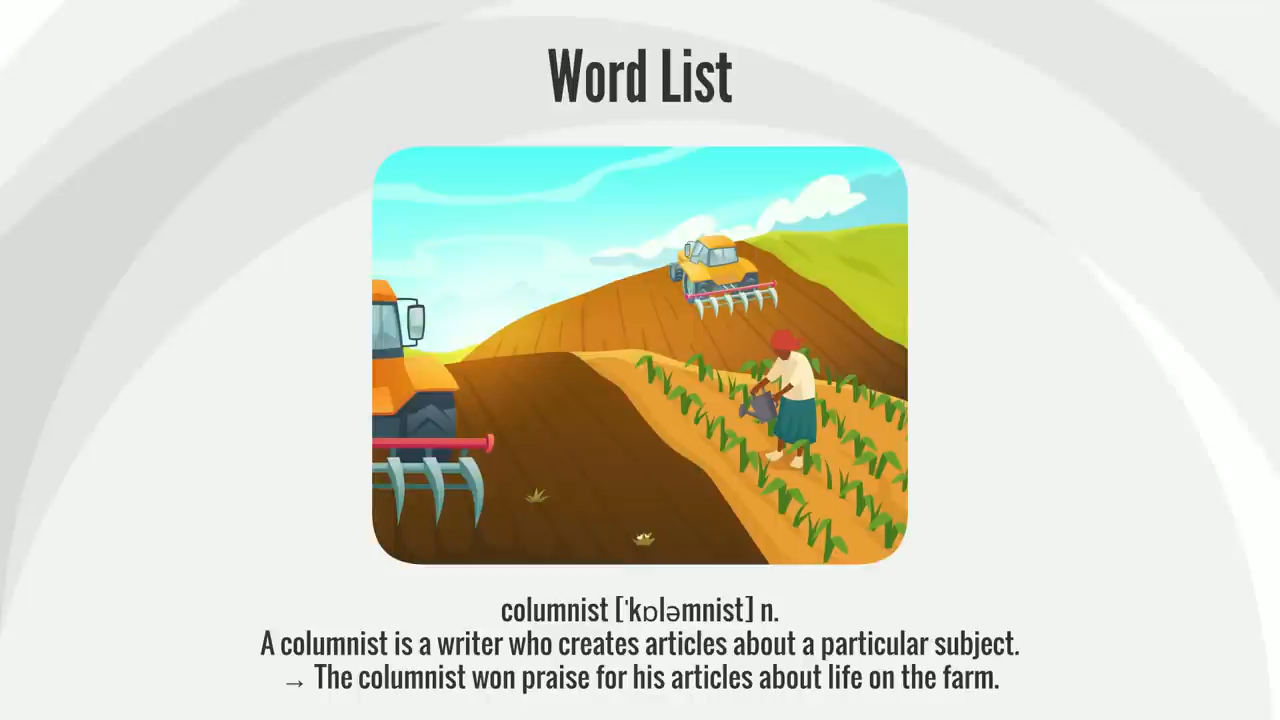 Word List
columnist [ˈkɒləmnist] n.
A columnist is a writer who creates articles about a particular subject.
→ The columnist won praise for his articles about life on the farm.